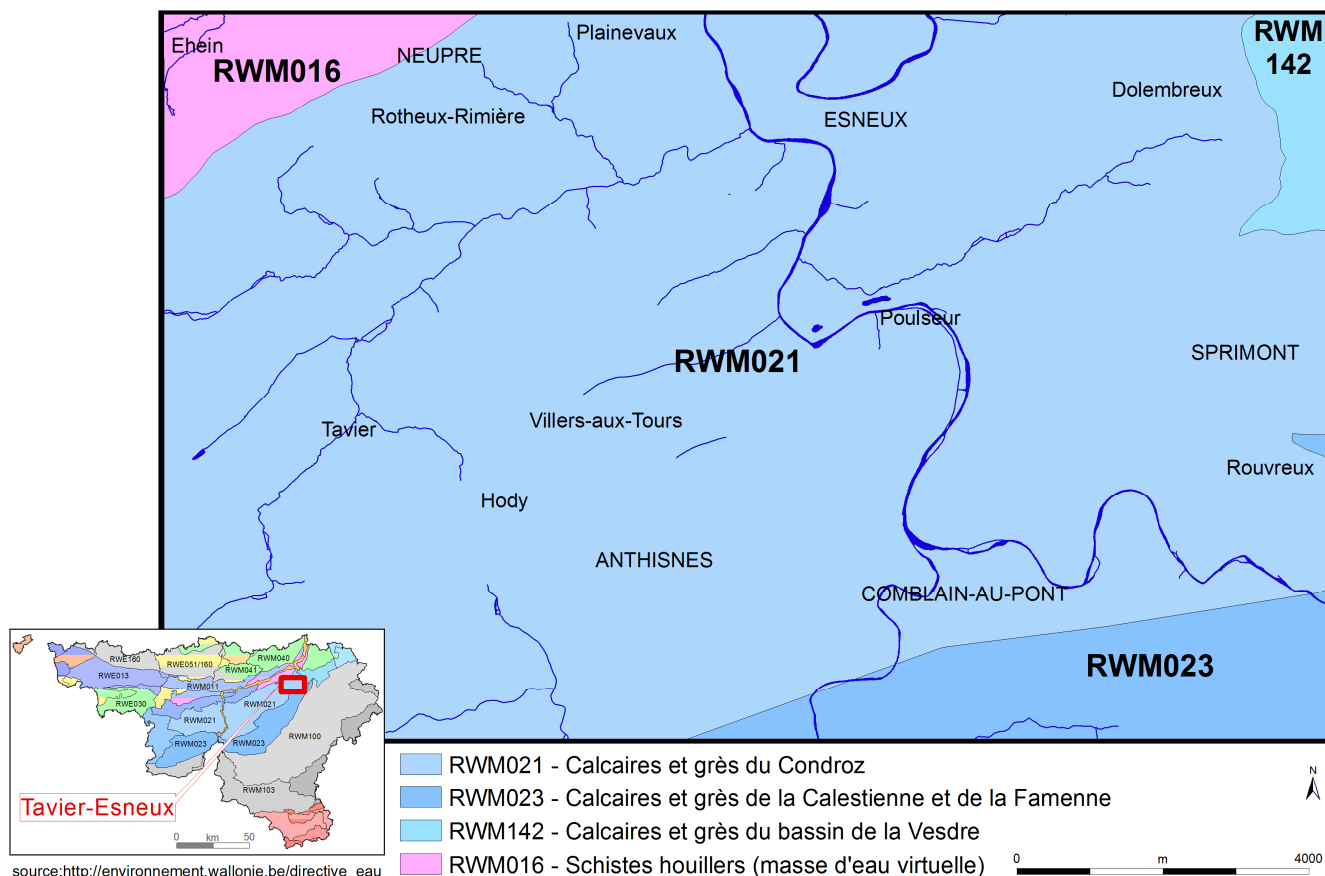 Ehein
RWM016
NEUPRE
Plainevaux
Rotheux-Rimière
ESNEUX
Dolembreux
RWM
142
Poulseur
SPRIMONT
RWM021
Villers-aux-Tours
Tavier
Rouvreux
Hody
ANTHISNES
COMBLAIN-AU-PONT
RWM023
RWE160
RWE051/160
RWM040
RWM041
RWE013
RWM011
RWE030
RWM021
RWM021
RWM023
RWM023
RWM100
RWM103
Tavier-Esneux
0 km 50
source:http://environnement.wallonie.be/directive_eau
RWM021 - Calcaires et grès du Condroz
RWM023 - Calcaires et grès de la Calestienne et de la Famenne
RWM142 - Calcaires et grès du bassin de la Vesdre
RWM016 - Schistes houillers (masse d'eau virtuelle)
N
0 m 4000